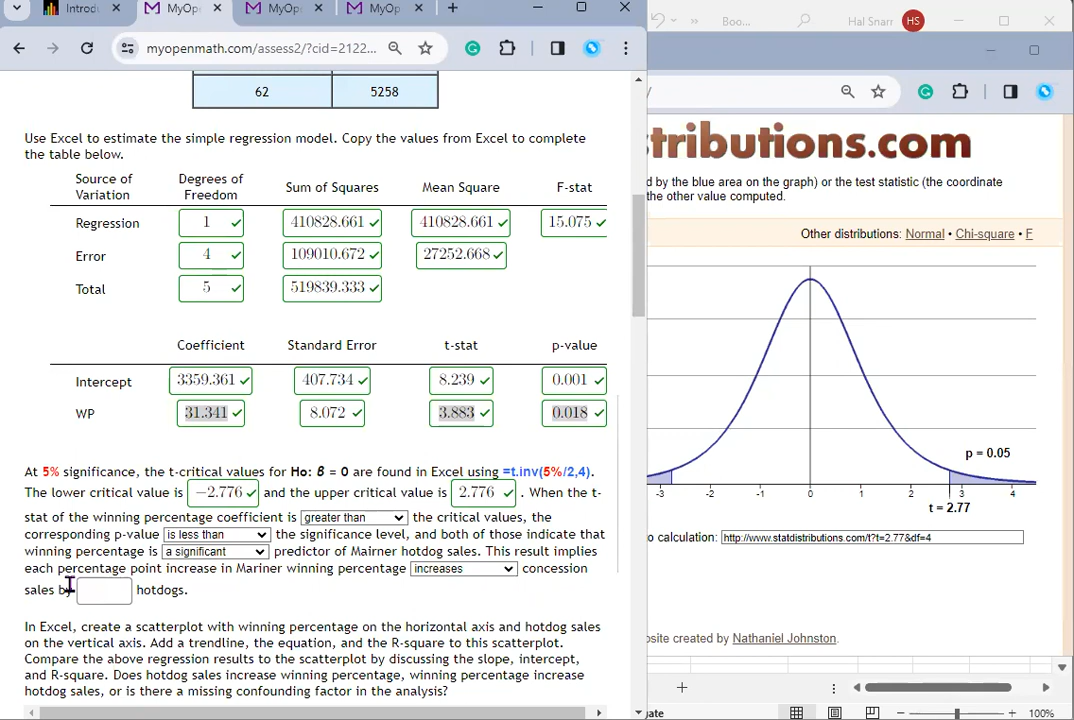 Introdu
MyOpe
MyOp
MyOp
Boo...
Hal Snarr
HS
myopenmath.com/assess2/?cid=2122...
62 5258
Use Excel to estimate the simple regression model. Copy the values from Excel to complete
the table below.
Source of Variation Degrees of Freedom Sum of Squares Mean Square F-stat
Regression 1 410828.661 410828.661 15.075
Error 4 109010.672 27252.668
Total 5 519839.333
Coefficient Standard Error t-stat p-value
Intercept 3359.361 407.734 8.239 0.001
WP 31.341 8.072 3.883 0.018
At 5% significance, the t-critical values for Ho: β = 0 are found in Excel using =t.inv(5%/2,4).
The lower critical value is −2.776 and the upper critical value is 2.776 . When the t-
stat of the winning percentage coefficient is greater than the critical values, the
corresponding p-value is less than the significance level, and both of those indicate that
winning percentage is a significant predictor of Mairner hotdog sales. This result implies
each percentage point increase in Mariner winning percentage increases concession
sales by hotdogs.
In Excel, create a scatterplot with winning percentage on the horizontal axis and hotdog sales
on the vertical axis. Add a trendline, the equation, and the R-square to this scatterplot.
Compare the above regression results to the scatterplot by discussing the slope, intercept,
and R-square. Does hotdog sales increase winning percentage, winning percentage increase
hotdog sales, or is there a missing confounding factor in the analysis?
/
tributions.com
d by the blue area on the graph) or the test statistic (the coordinate
the other value computed.
Other distributions: Normal • Chi-square • F
p = 0.05
-3 -2 -1 0 1 2 3 4
t = 2.77
o calculation: http://www.statdistributions.com/t?t=2.77&df=4
site created by Nathaniel Johnston.
gate
100%